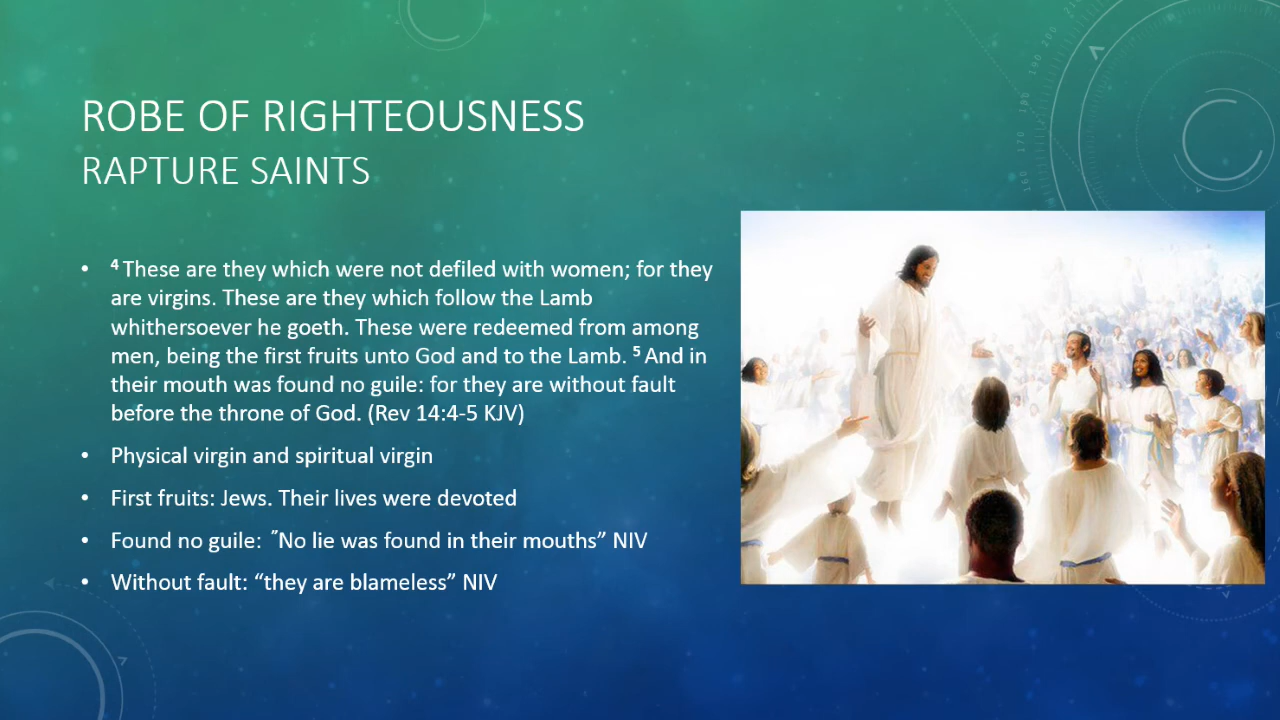 ROBE OF RIGHTEOUSNESS
RAPTURE SAINTS
• ⁴ These are they which were not defiled with women; for they
are virgins. These are they which follow the Lamb
whithersoever he goeth. These were redeemed from among
men, being the first fruits unto God and to the Lamb. ⁵ And in
their mouth was found no guile: for they are without fault
before the throne of God. (Rev 14:4-5 KJV)
• Physical virgin and spiritual virgin
• First fruits: Jews. Their lives were devoted
• Found no guile: ˝No lie was found in their mouths” NIV
• Without fault: “they are blameless” NIV
160
170
190
200